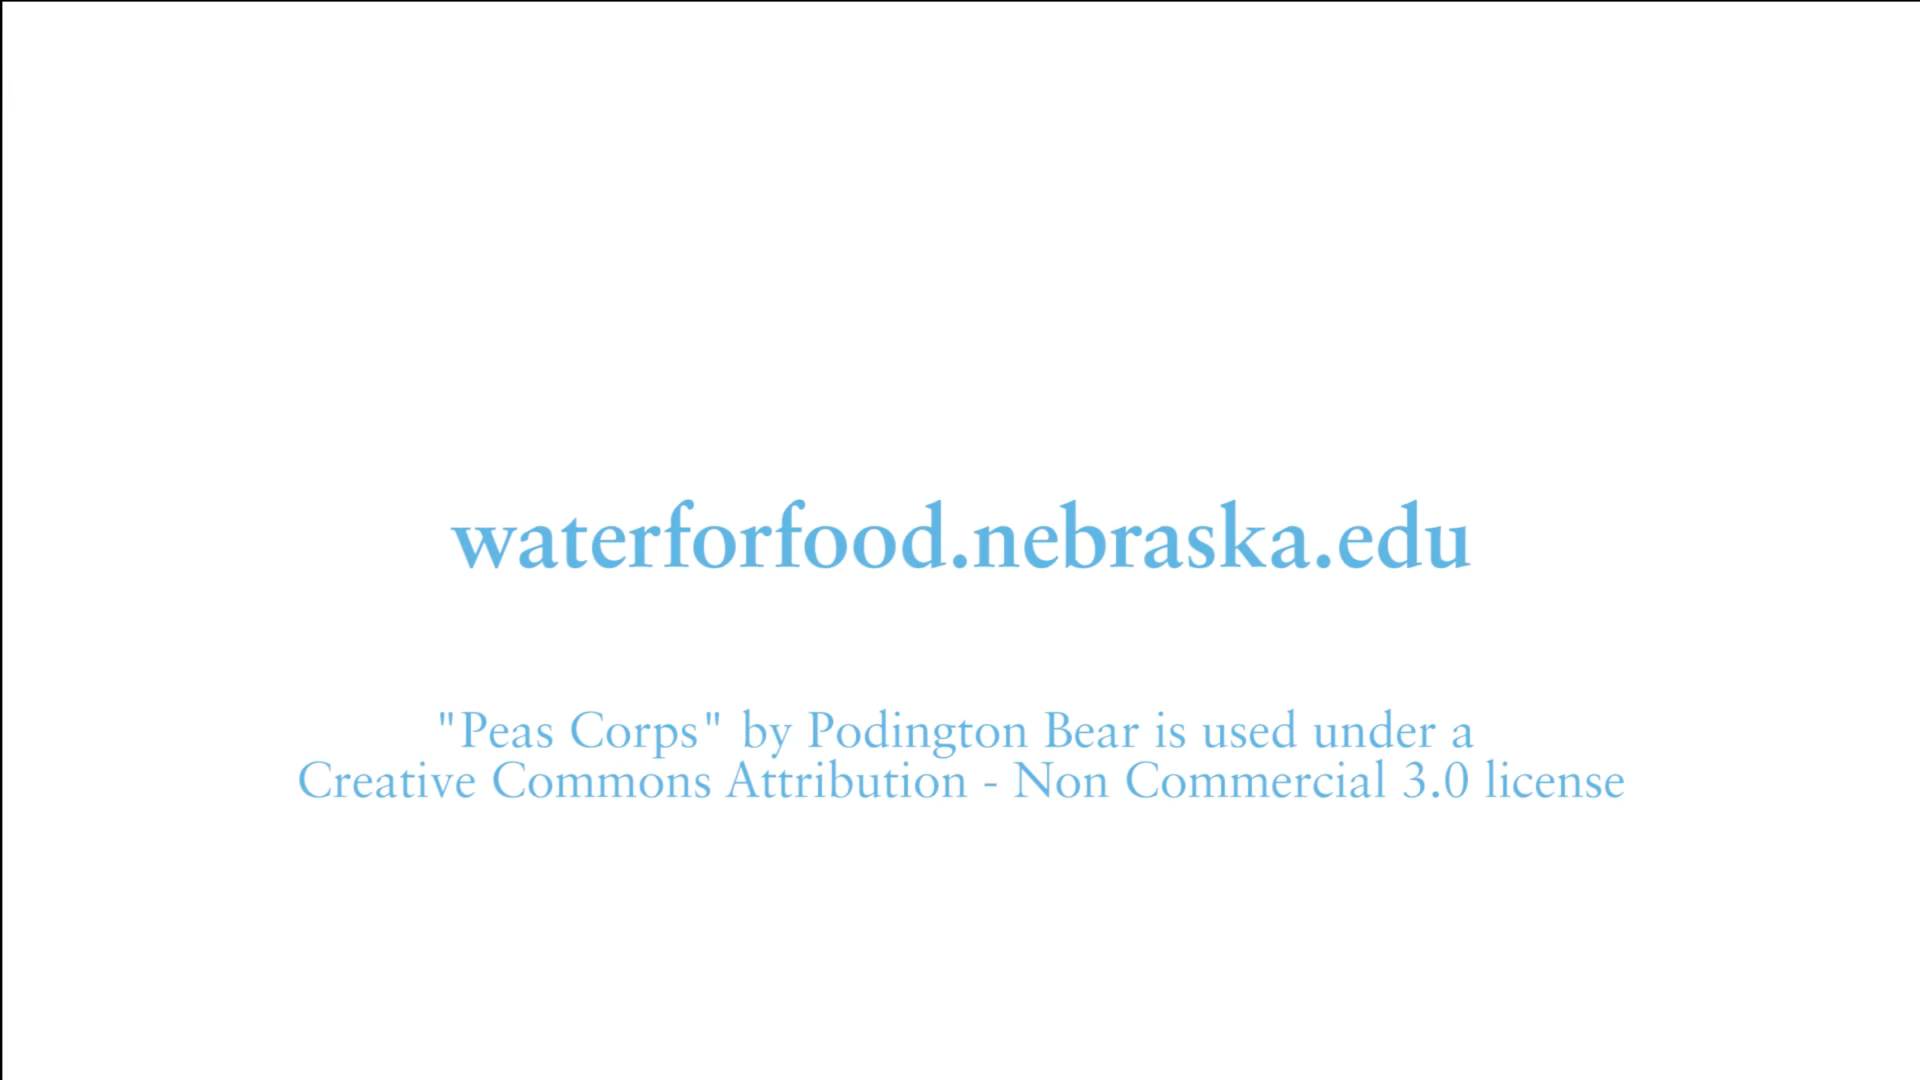 waterforfood.nebraska.edu
"Peas Corps" by Podington Bear is used under a
Creative Commons Attribution - Non Commercial 3.0 license